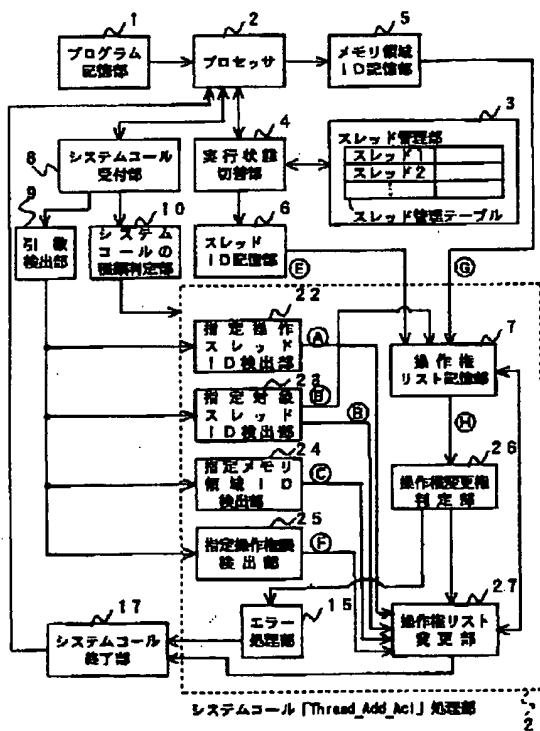 1
プログラム
記憶部
2
プロセッサ
5
メモリ領域
ID記憶部
3
スレッド管理部
スレッド1
スレッド2
スレッド管理テーブル
4
実行状態
切替部
8
システムコール
受付部
9
引数
検出部
10
システム
コールの
種類判定部
6
スレッド
ID記憶部
E
G
22
指定操作
スレッド
ID検出部
A
7
操作権
リスト記憶部
23
指定対象
スレッド
ID検出部
B
B
H
24
指定メモリ
領域ID
検出部
C
26
操作権変更権
判定部
25
指定操作権限
検出部
F
15
エラー
処理部
27
操作権リスト
変更部
17
システムコール
終了部
システムコール「Thread_Add_Acl」処理部
2